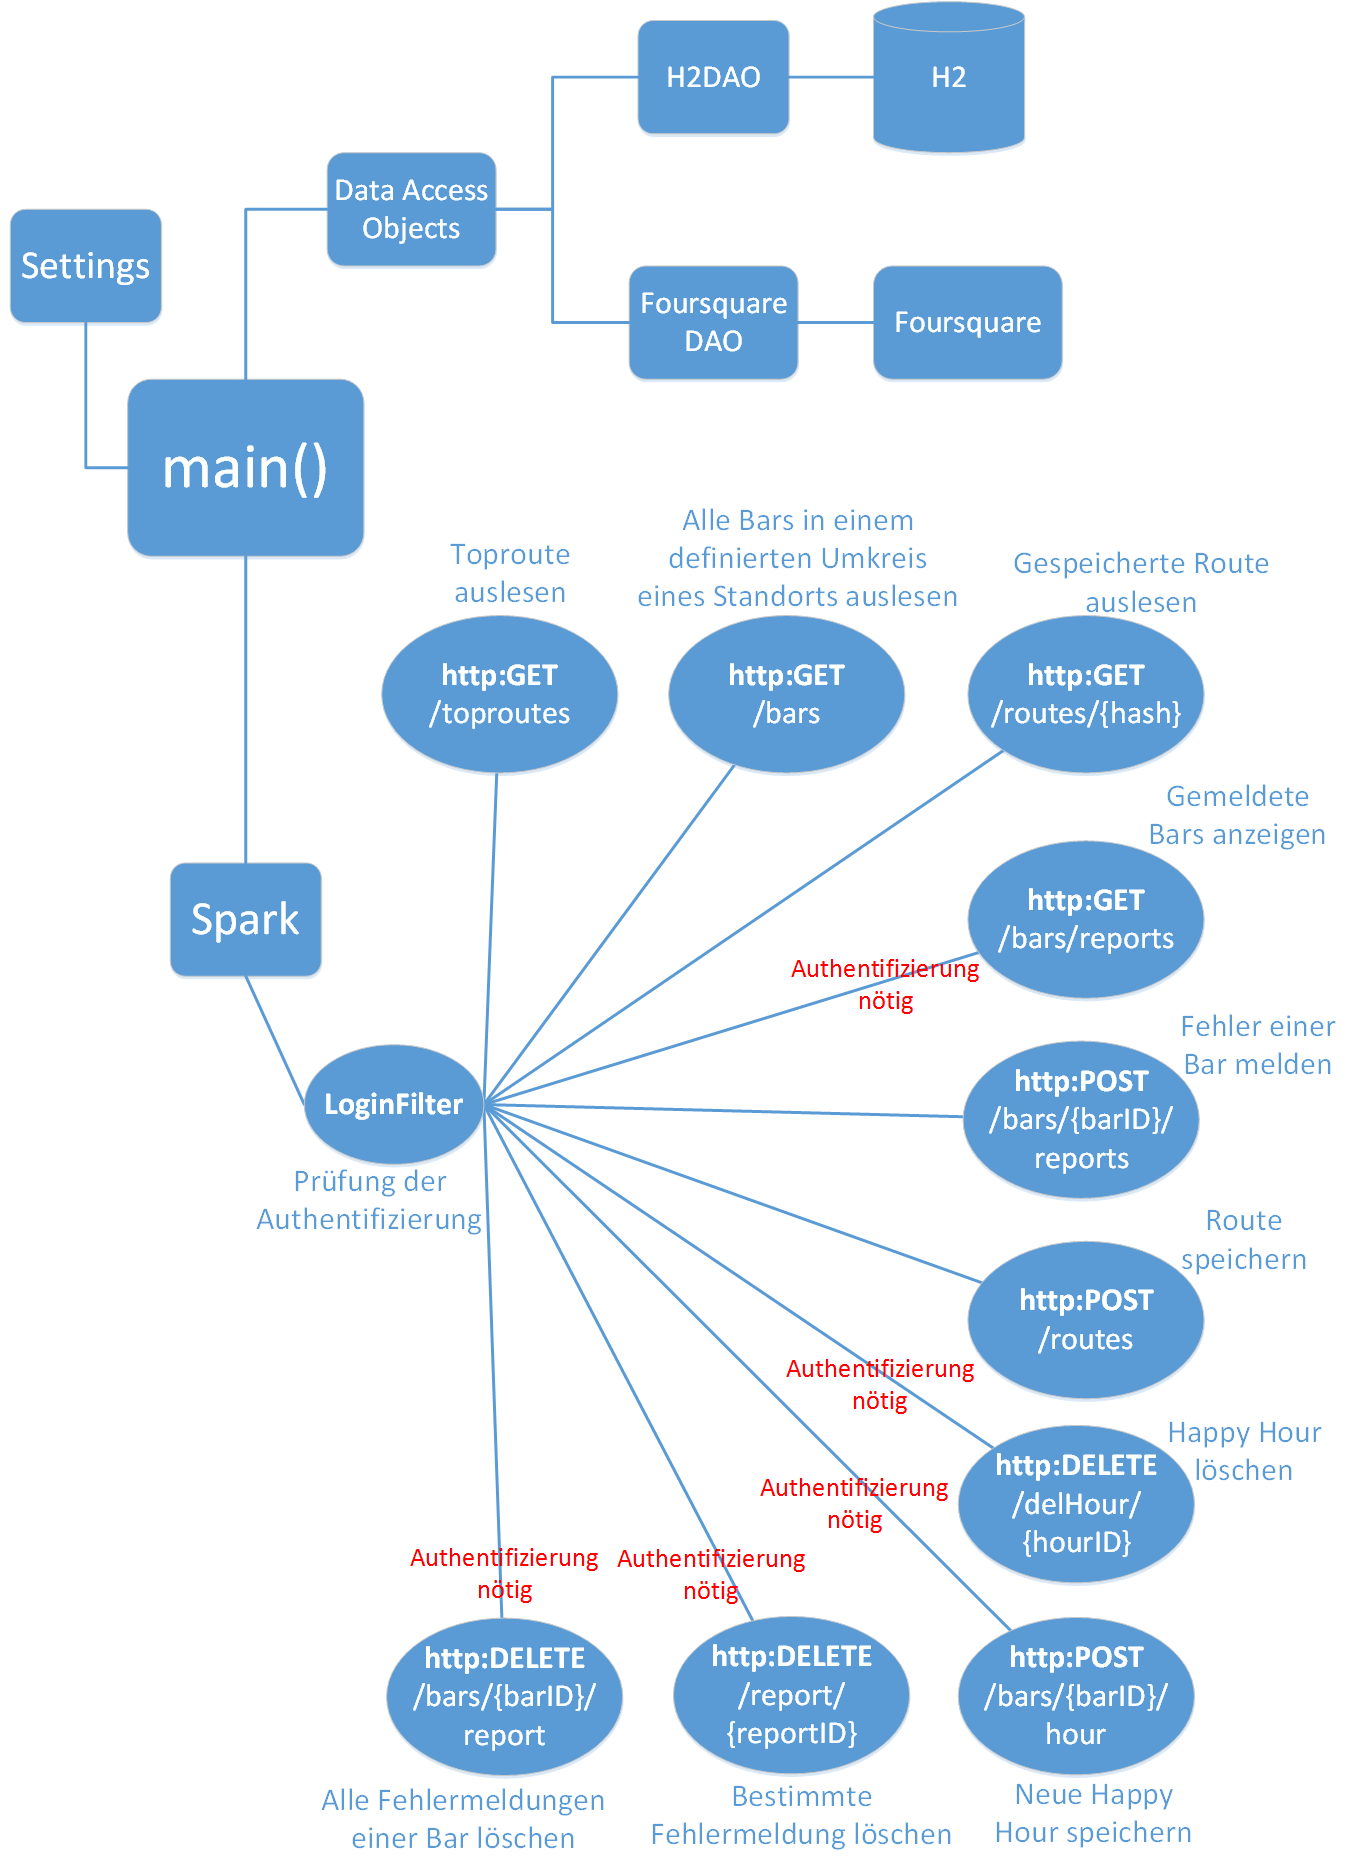 H2DAO
H2
Data Access
Objects
Settings
Foursquare
DAO
Foursquare
main()
Toproute
auslesen
Alle Bars in einem
definierten Umkreis
eines Standorts auslesen
Gespeicherte Route
auslesen
http:GET
/toproutes
http:GET
/bars
http:GET
/routes/{hash}
Gemeldete
Bars anzeigen
http:GET
/bars/reports
Spark
Authentifizierung
nötig
Fehler einer
Bar melden
http:POST
/bars/{barID}/
reports
LoginFilter
Prüfung der
Authentifizierung
Route
speichern
http:POST
/routes
Authentifizierung
nötig
Happy Hour
löschen
http:DELETE
/delHour/
{hourID}
Authentifizierung
nötig
Authentifizierung
nötig
Authentifizierung
nötig
http:DELETE
/bars/{barID}/
report
http:DELETE
/report/
{reportID}
http:POST
/bars/{barID}/
hour
Alle Fehlermeldungen
einer Bar löschen
Bestimmte
Fehlermeldung löschen
Neue Happy
Hour speichern